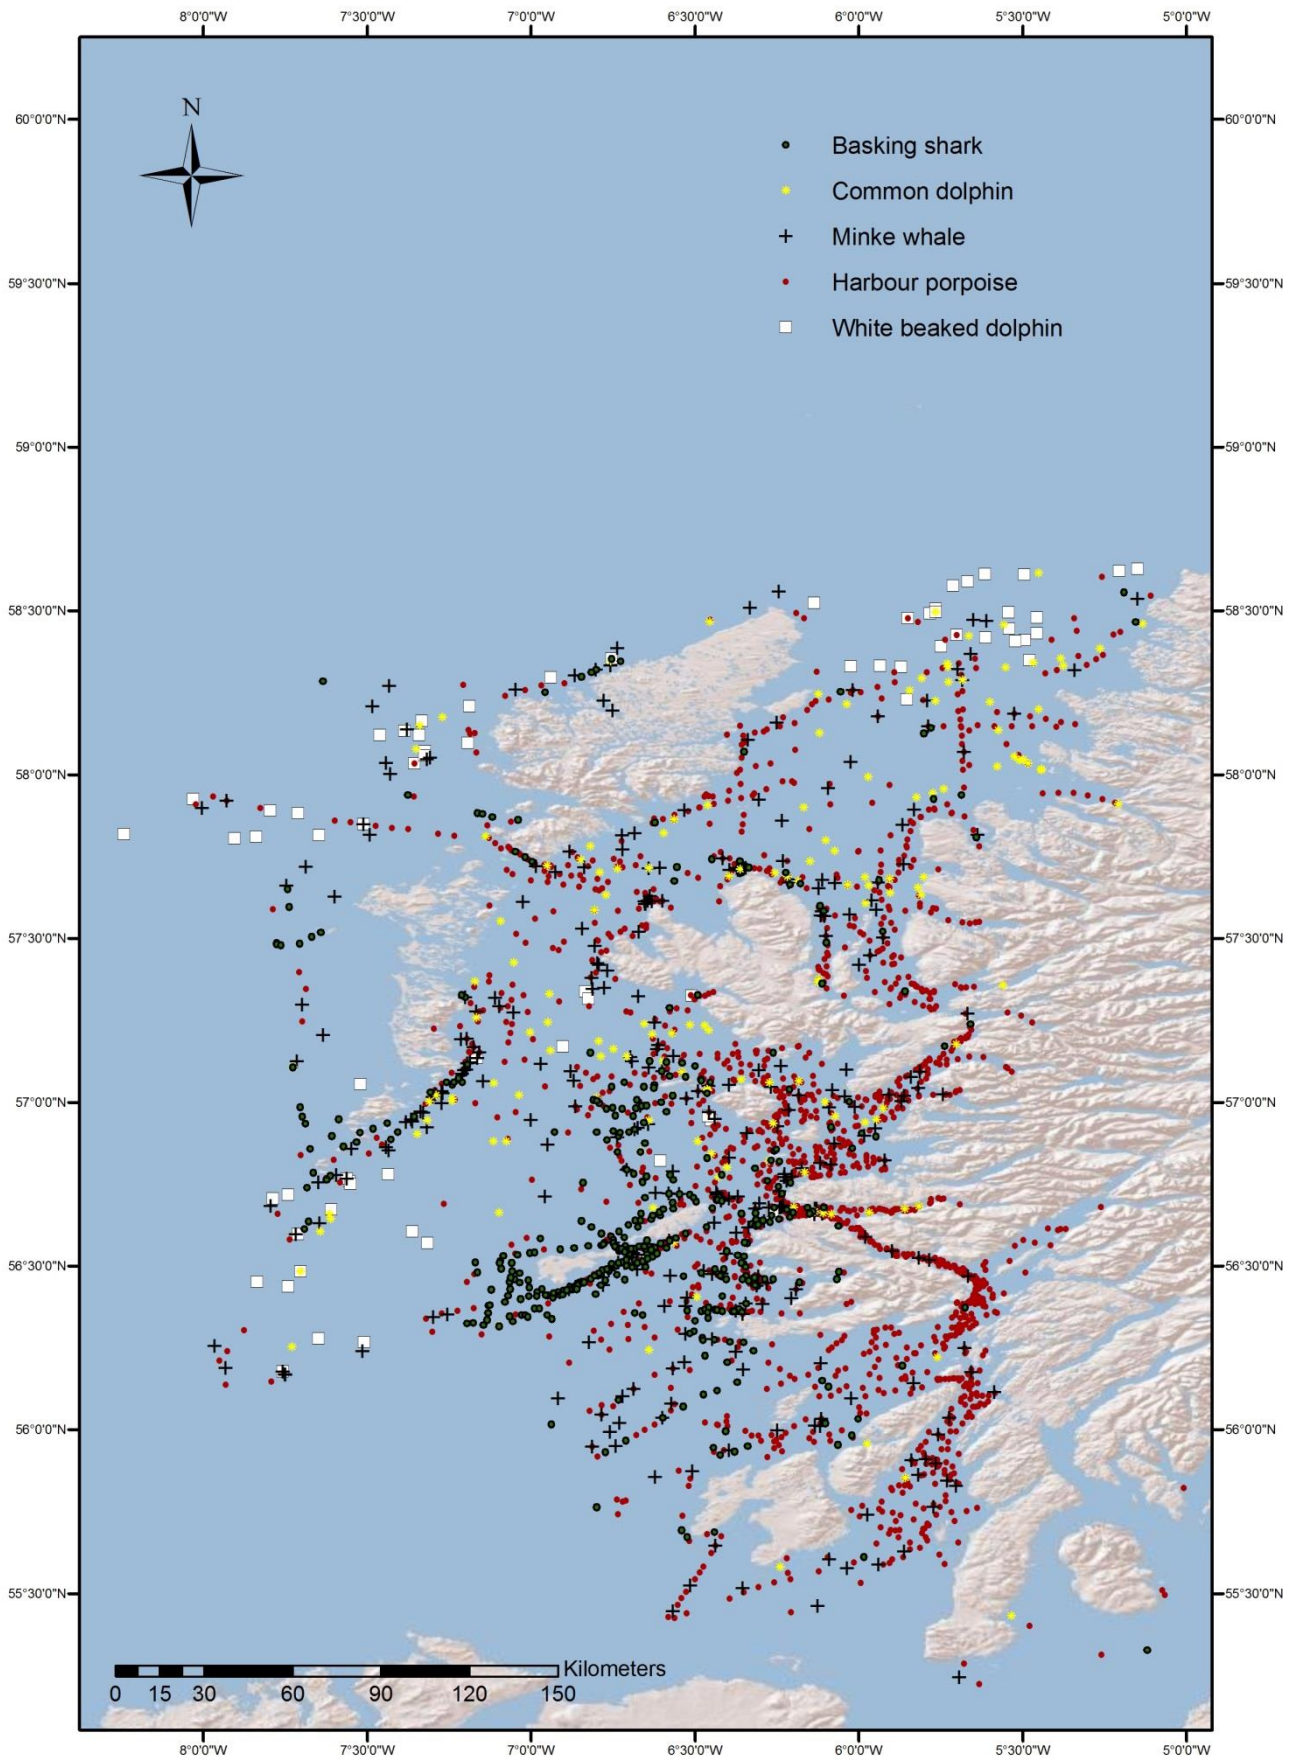 8°0'0"W 7°30'0"W 7°0'0"W 6°30'0"W 6°0'0"W 5°30'0"W 5°0'0"W
N
60°0'0"N 60°0'0"N
Basking shark
Common dolphin
Minke whale
59°30'0"N Harbour porpoise 59°30'0"N
White beaked dolphin
59°0'0"N 59°0'0"N
58°30'0"N 58°30'0"N
58°0'0"N 58°0'0"N
57°30'0"N 57°30'0"N
57°0'0"N 57°0'0"N
56°30'0"N 56°30'0"N
56°0'0"N 56°0'0"N
55°30'0"N 55°30'0"N
Kilometers
0 15 30 60 90 120 150
8°0'0"W 7°30'0"W 7°0'0"W 6°30'0"W 6°0'0"W 5°30'0"W 5°0'0"W